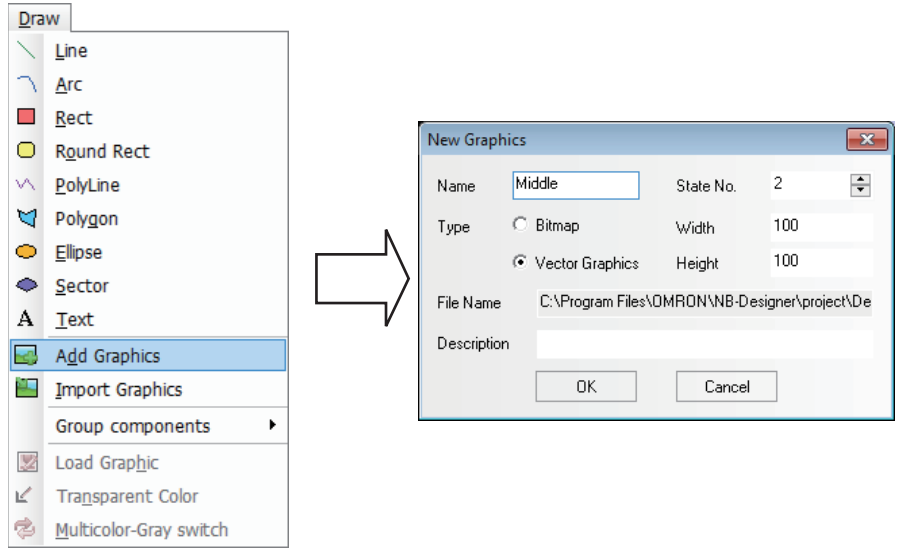 Draw
Line
Arc
Rect
Round Rect
PolyLine
Polygon
Ellipse
Sector
A Text
Add Graphics
Import Graphics
Group components
Load Graphic
Transparent Color
Multicolor-Gray switch
New Graphics
Name Middle State No. 2
Type Bitmap Width 100
Vector Graphics Height 100
File Name C:\Program Files\OMRON\NB-Designer\project\De
Description
OK Cancel